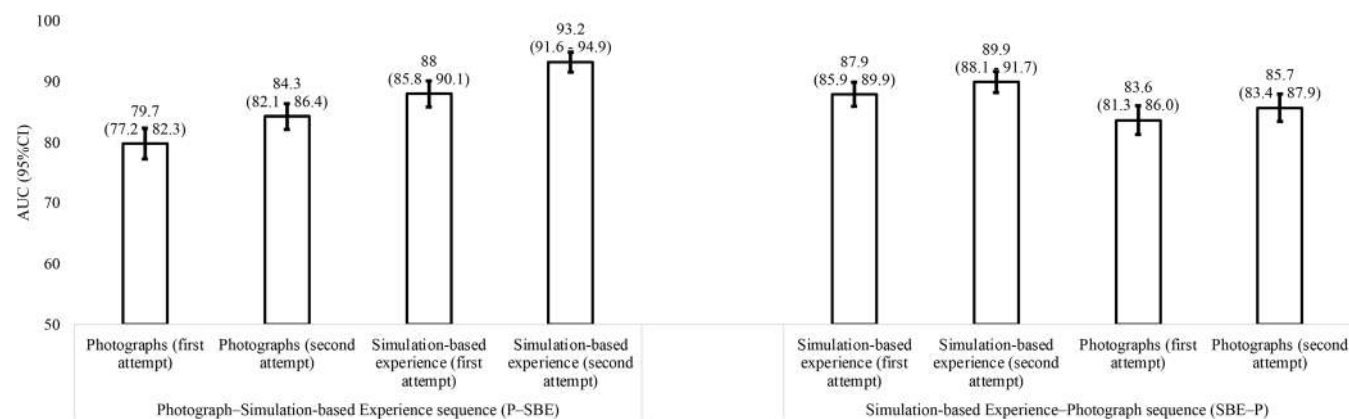 AUC (95%CI)
100
90
80
70
60
50
79.7
(77.2 - 82.3)
84.3
(82.1 - 86.4)
88
(85.8 - 90.1)
93.2
(91.6 - 94.9)
87.9
(85.9 - 89.9)
89.9
(88.1 - 91.7)
83.6
(81.3 - 86.0)
85.7
(83.4 - 87.9)
Photographs (first
attempt)
Photographs (second
attempt)
Simulation-based
experience (first
attempt)
Simulation-based
experience (second
attempt)
Simulation-based
experience (first
attempt)
Simulation-based
experience (second
attempt)
Photographs (first
attempt)
Photographs (second
attempt)
Photograph–Simulation-based Experience sequence (P–SBE)
Simulation-based Experience–Photograph sequence (SBE–P)